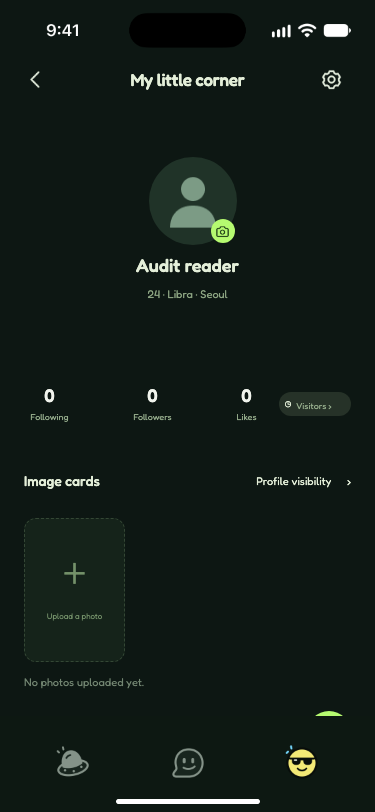 9:41
My little corner
Audit reader
24 · Libra · Seoul
0 0 0
Following Followers Likes Visitors ›
Image cards Profile visibility ›
Upload a photo
No photos uploaded yet.